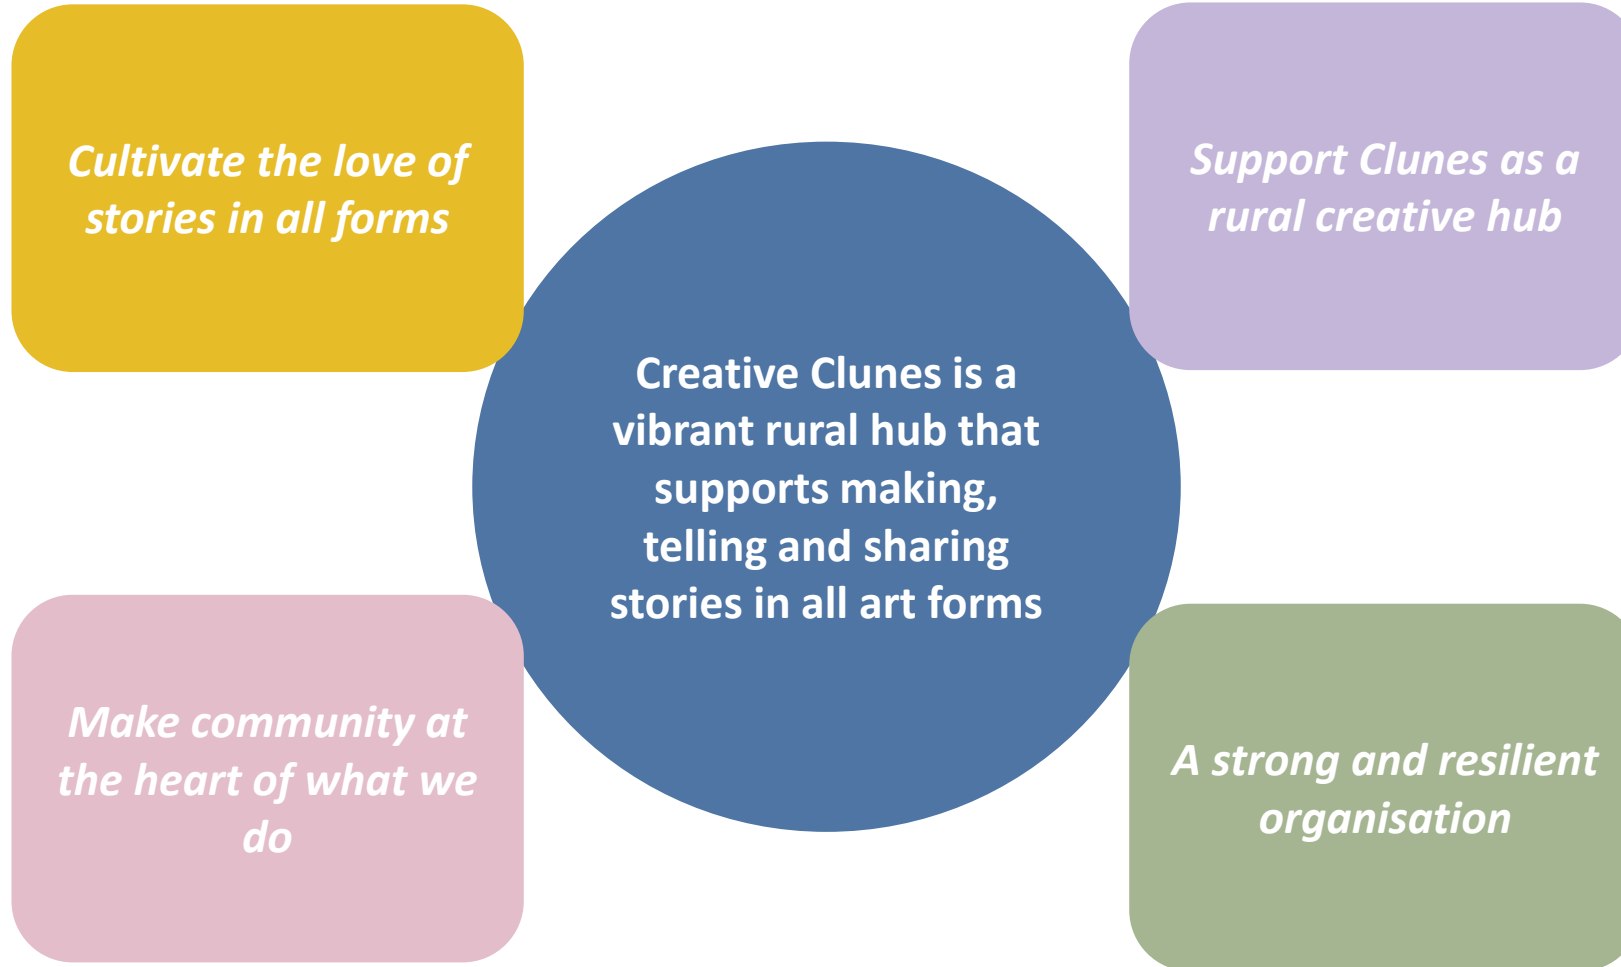 Cultivate the love of
stories in all forms
Support Clunes as a
rural creative hub
Creative Clunes is a
vibrant rural hub that
supports making,
telling and sharing
stories in all art forms
Make community at
the heart of what we
do
A strong and resilient
organisation